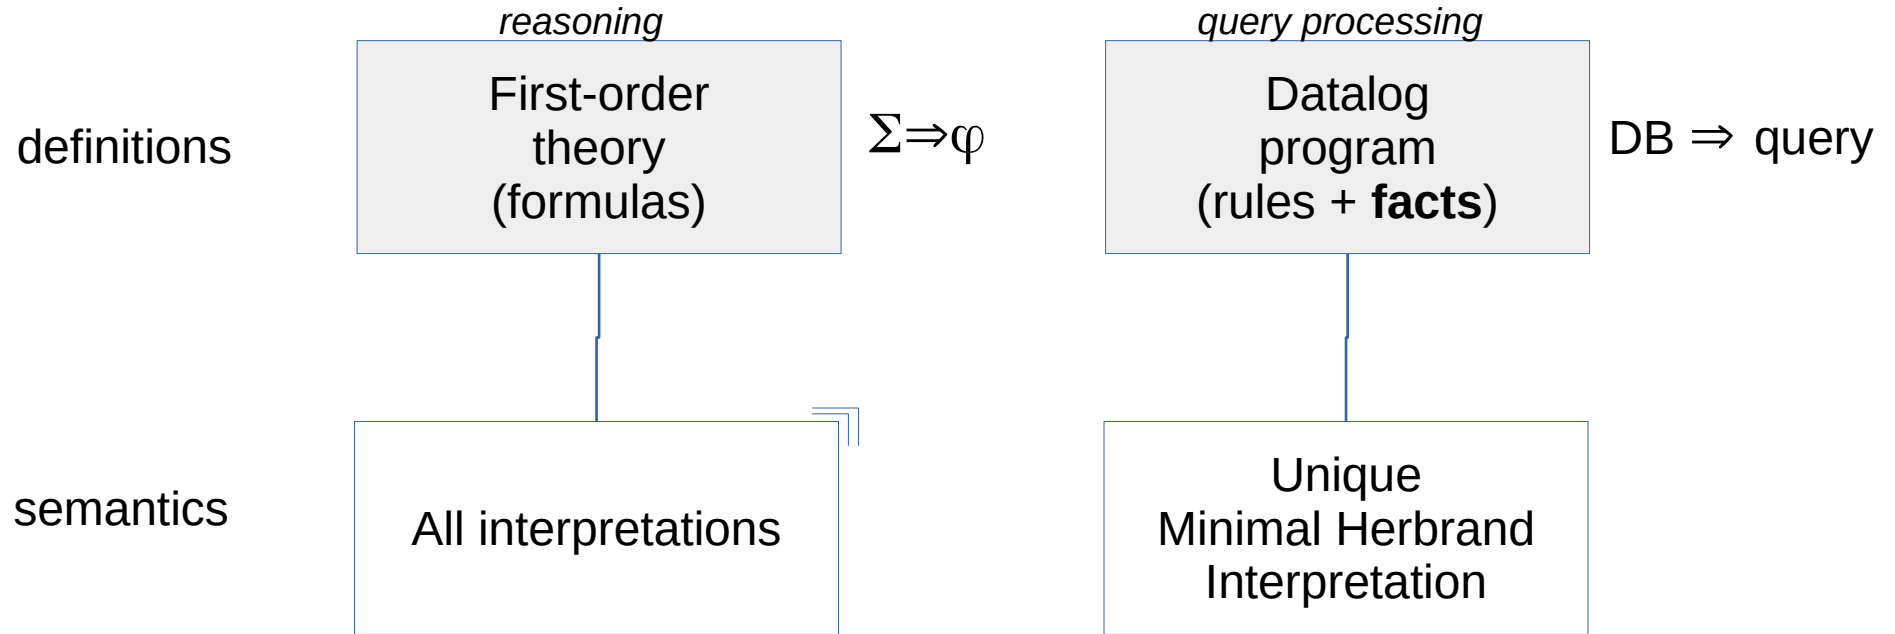 reasoning
query processing
definitions
First-order
theory
(formulas)
Σ⇒φ
Datalog
program
(rules + facts)
DB ⇒ query
semantics
All interpretations
Unique
Minimal Herbrand
Interpretation